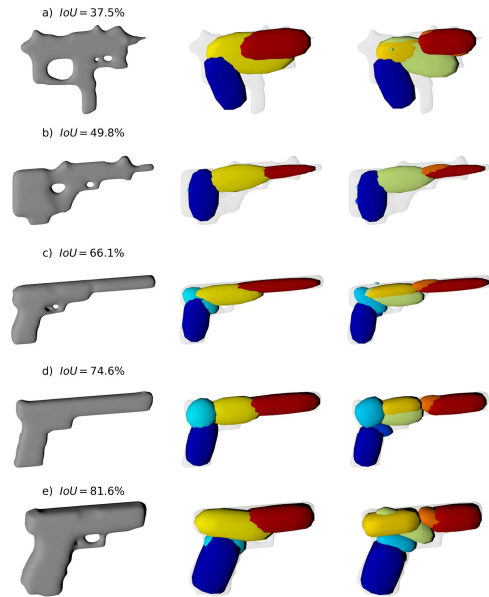 a) IoU = 37.5%
b) IoU = 49.8%
c) IoU = 66.1%
d) IoU = 74.6%
e) IoU = 81.6%